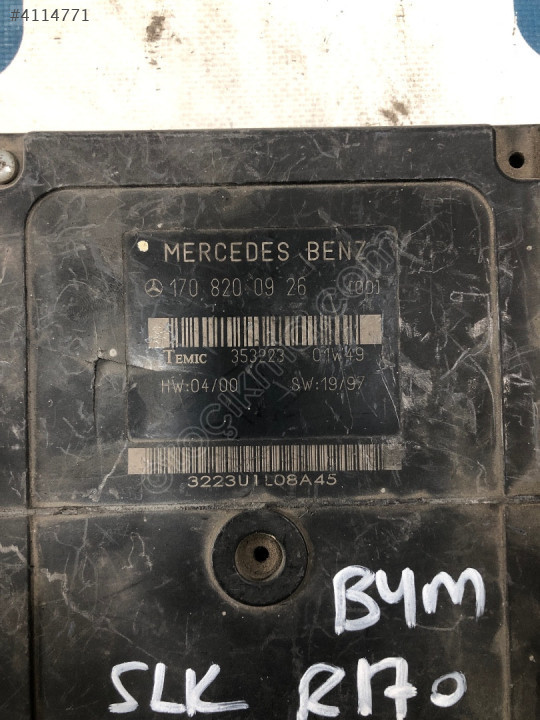 #4114771
MERCEDES BENZ
170 820 09 26 [00]
TEMIC 353223 01W49
HW:04/00 SW:19/97
3223U1L08A45
B4M
SLK R170